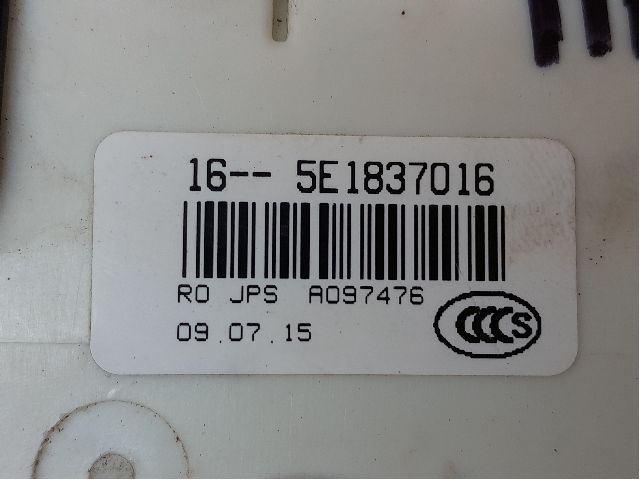 16-- 5E1837016
RO JPS A097476
09.07.15
CCCS